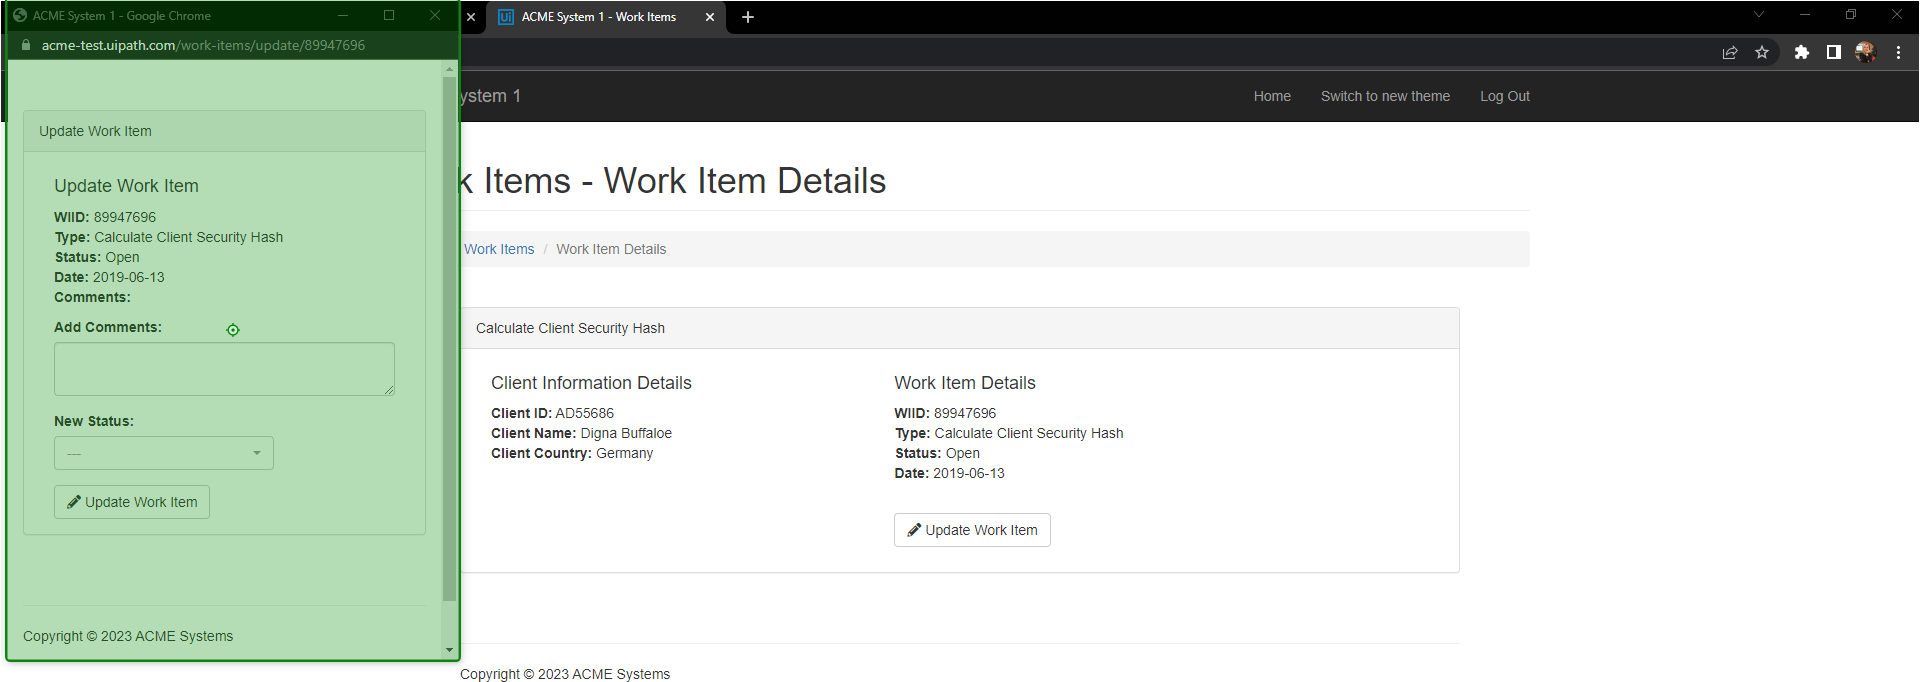 ACME System 1 - Google Chrome
acme-test.uipath.com/work-items/update/89947696
Update Work Item
Update Work Item
WIID: 89947696
Type: Calculate Client Security Hash
Status: Open
Date: 2019-06-13
Comments:
Add Comments:
New Status:
---
Update Work Item
Copyright © 2023 ACME Systems
Ui ACME System 1 - Work Items
ystem 1
Home Switch to new theme Log Out
k Items - Work Item Details
Work Items / Work Item Details
Calculate Client Security Hash
Client Information Details
Client ID: AD55686
Client Name: Digna Buffaloe
Client Country: Germany
Work Item Details
WIID: 89947696
Type: Calculate Client Security Hash
Status: Open
Date: 2019-06-13
Update Work Item
Copyright © 2023 ACME Systems